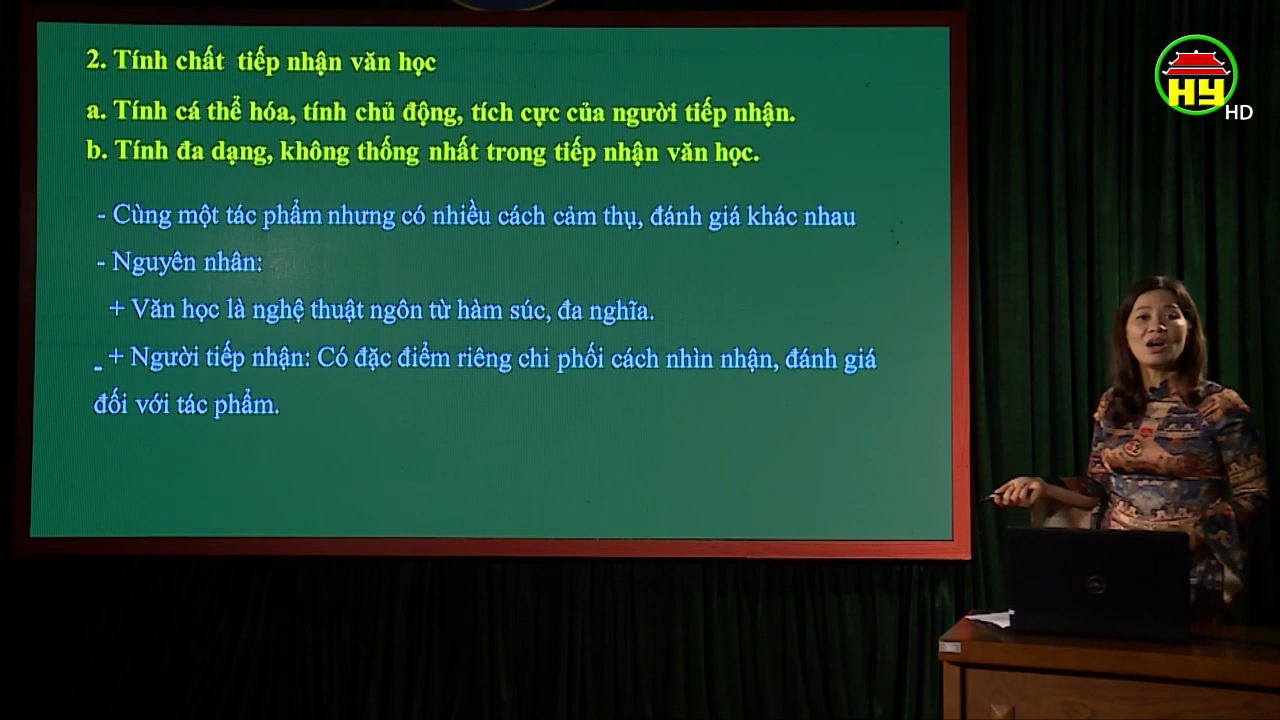 2. Tính chất tiếp nhận văn học
a. Tính cá thể hóa, tính chủ động, tích cực của người tiếp nhận.
b. Tính đa dạng, không thống nhất trong tiếp nhận văn học.
- Cùng một tác phẩm nhưng có nhiều cách cảm thụ, đánh giá khác nhau
- Nguyên nhân:
+ Văn học là nghệ thuật ngôn từ hàm súc, đa nghĩa.
+ Người tiếp nhận: Có đặc điểm riêng chi phối cách nhìn nhận, đánh giá
đối với tác phẩm.
HY
HD